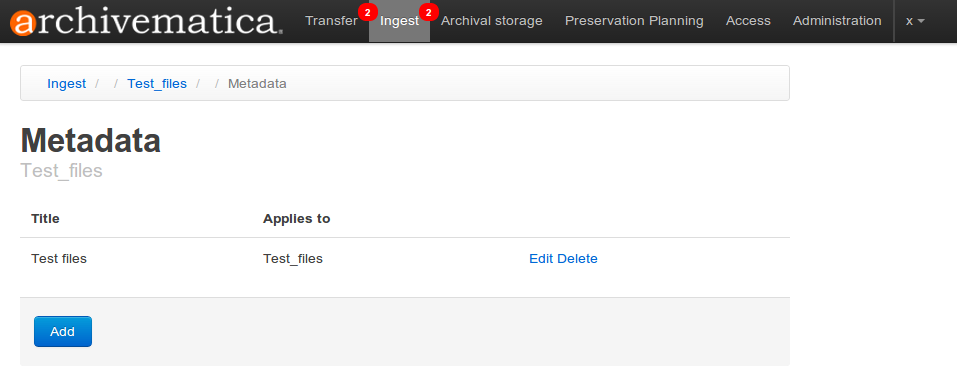 archivematica. Transfer 2 Ingest 2 Archival storage Preservation Planning Access Administration x
Ingest / / Test_files / / Metadata
Metadata
Test_files
Title Applies to
Test files Test_files Edit Delete
Add